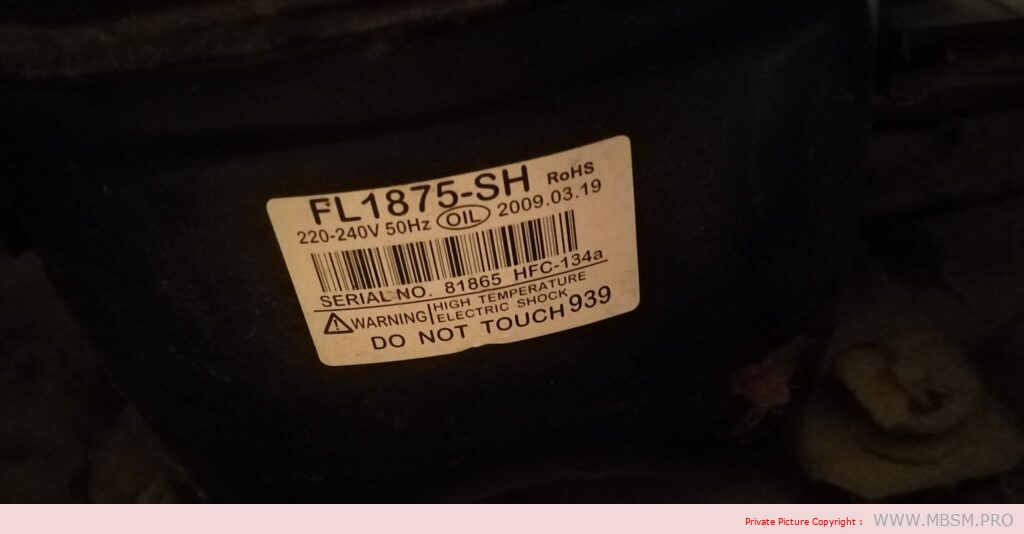 FL1875-SH RoHS
220-240V 50Hz OIL 2009.03.19
SERIAL NO. 81865 HFC-134a
WARNING HIGH TEMPERATURE
ELECTRIC SHOCK
DO NOT TOUCH 939
Private Picture Copyright : WWW.MBSM.PRO